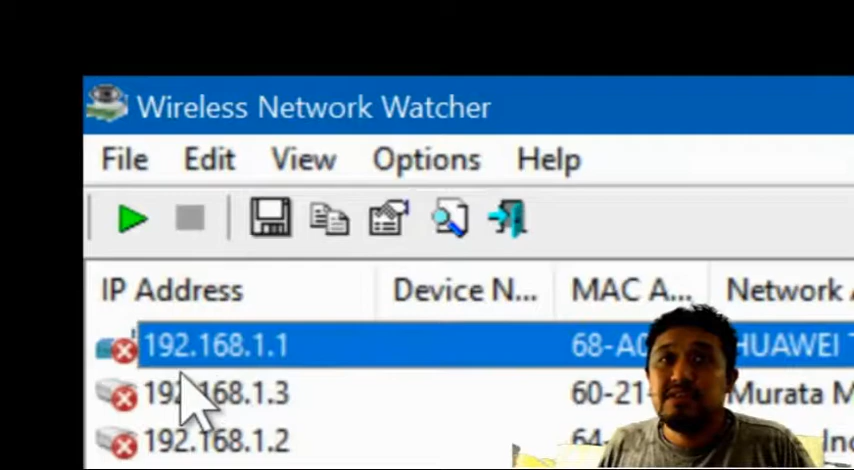 Wireless Network Watcher
File Edit View Options Help
IP Address Device N... MAC A... Network
192.168.1.1 68-A0 HUAWEI
192.168.1.3 60-21- Murata
192.168.1.2 64-